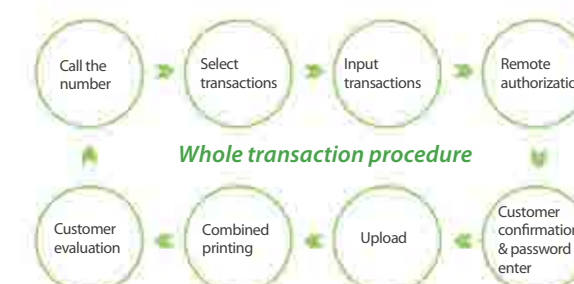 Call the
number
Select
transactions
Input
transactions
Remote
authorizatio
Whole transaction procedure
Customer
evaluation
Combined
printing
Upload
Customer
confirmation
& password
enter